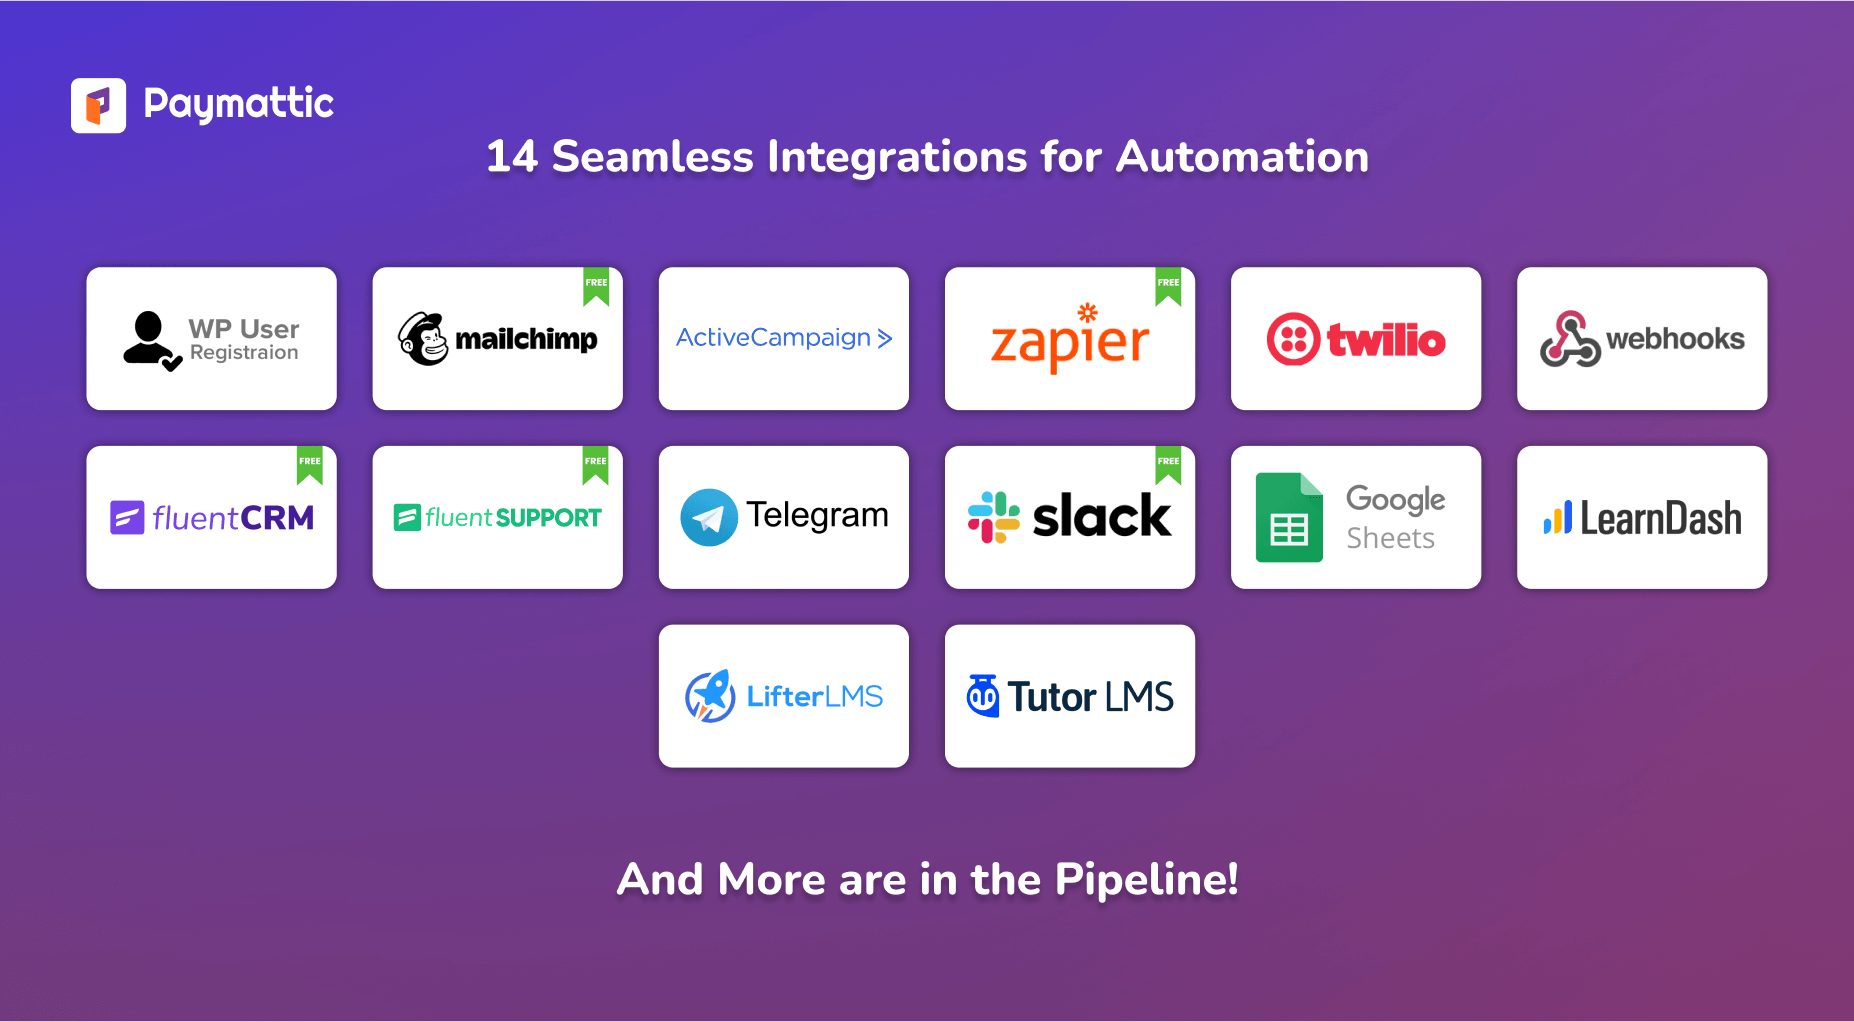 Paymattic
14 Seamless Integrations for Automation
WP User
Registraion
FREE
mailchimp
ActiveCampaign >
FREE
zapier
twilio
webhooks
FREE
fluentCRM
FREE
fluentSUPPORT
Telegram
FREE
slack
Google
Sheets
LearnDash
LifterLMS
Tutor LMS
And More are in the Pipeline!